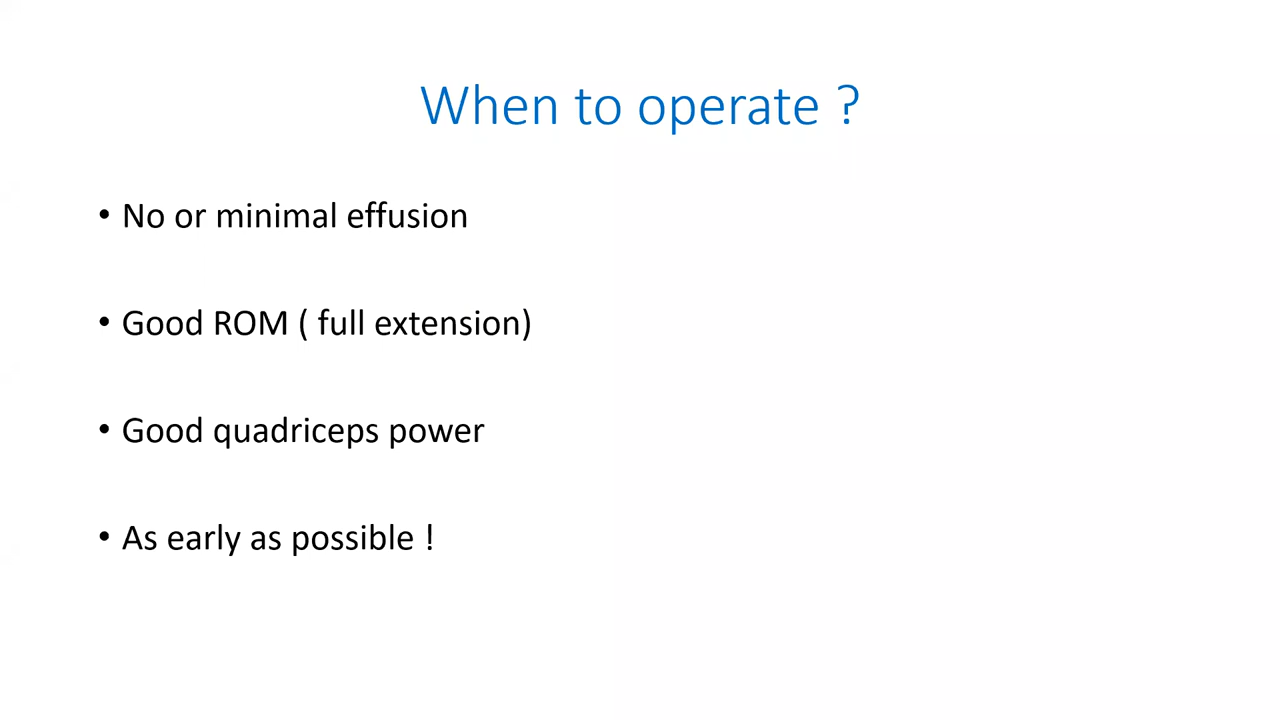 When to operate ?
• No or minimal effusion
• Good ROM ( full extension)
• Good quadriceps power
• As early as possible !